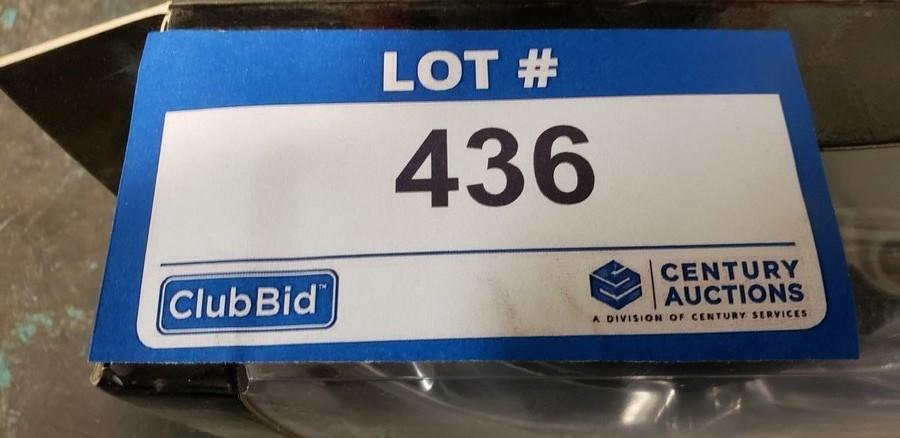 LOT #
436
ClubBid™
CENTURY
AUCTIONS
A DIVISION OF CENTURY SERVICES